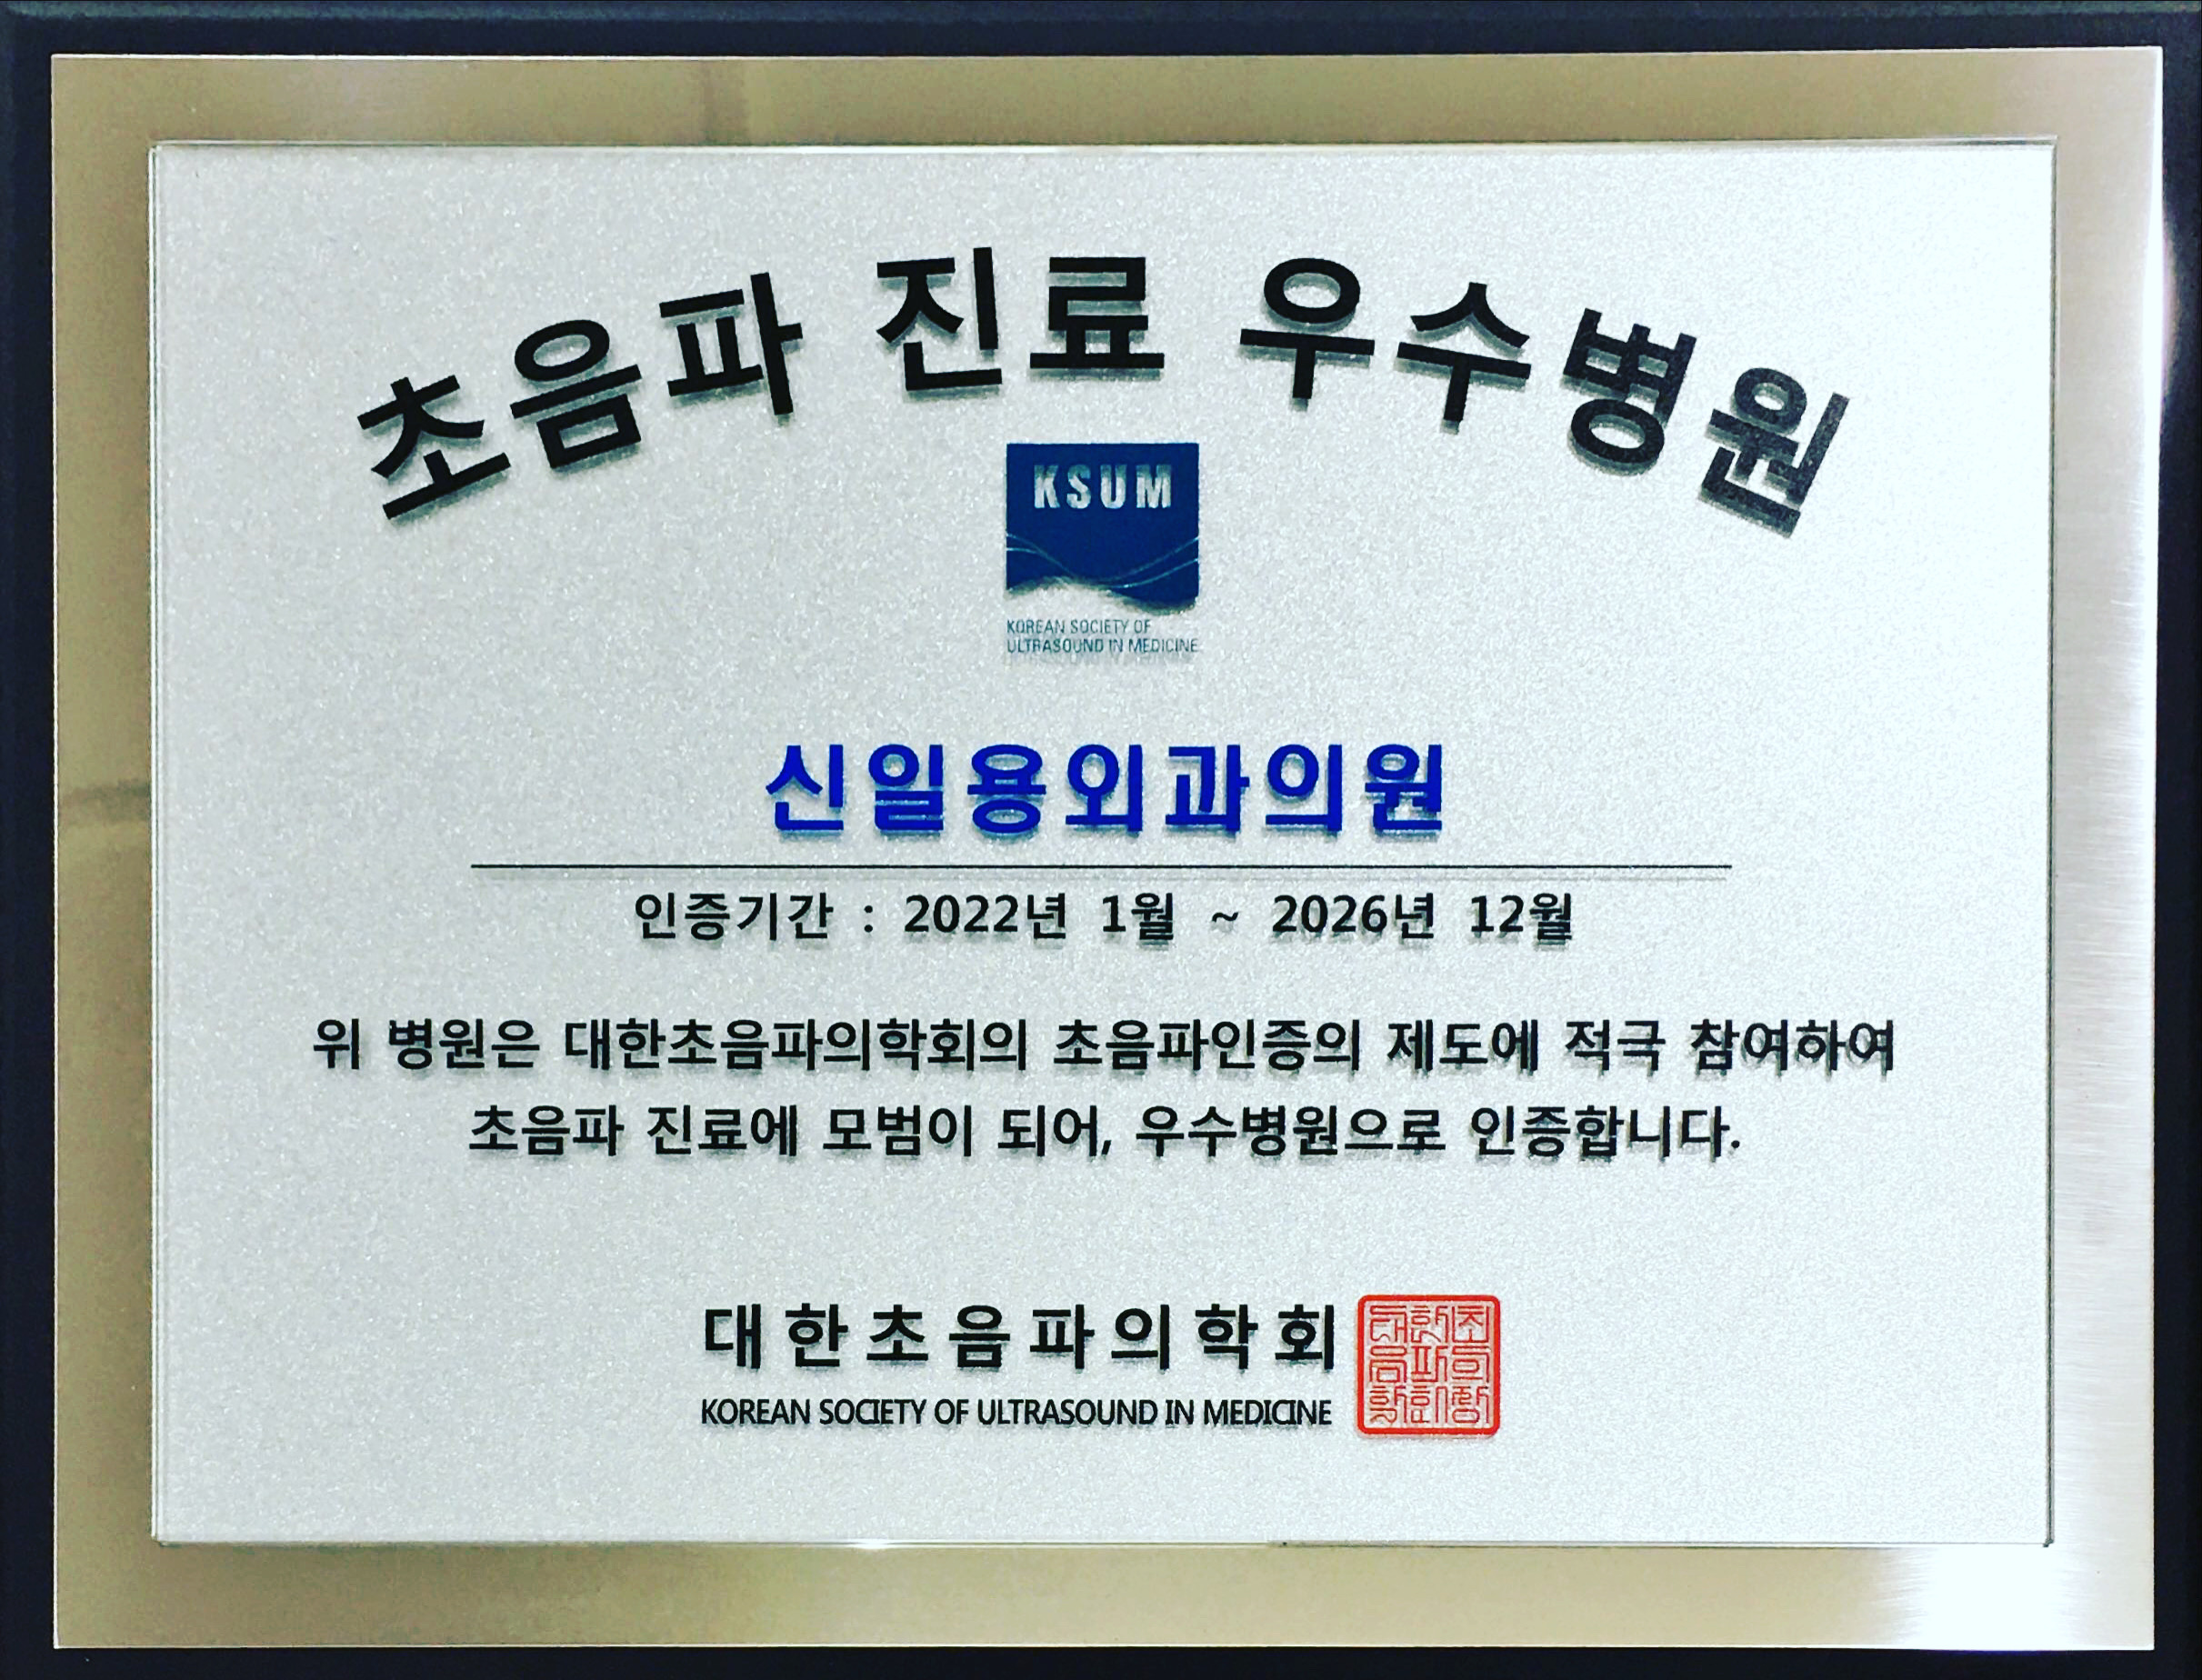 초음파 진료 우수병원
KSUM
KOREAN SOCIETY OF
ULTRASOUND IN MEDICINE
신일용외과의원
인증기간 : 2022년 1월 ~ 2026년 12월
위 병원은 대한초음파의학회의 초음파인증의 제도에 적극 참여하여
초음파 진료에 모범이 되어, 우수병원으로 인증합니다.
대한초음파의학회
KOREAN SOCIETY OF ULTRASOUND IN MEDICINE